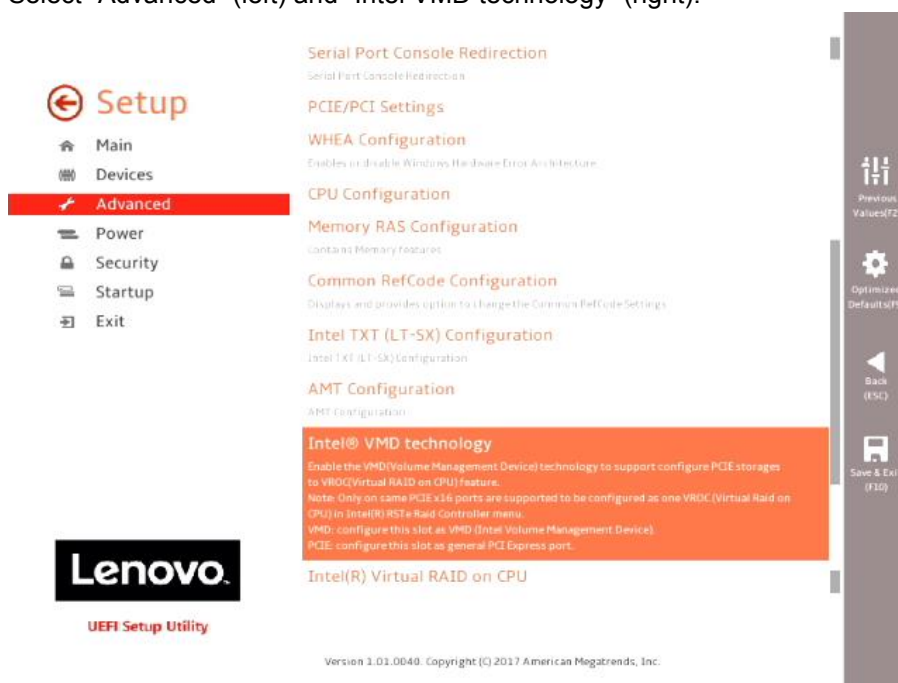 Select "Advanced" (left) and "Intel VMD technology" (right).
Setup
Main
Devices
Advanced
Power
Security
Startup
Exit
Lenovo.
UEFI Setup Utility
Serial Port Console Redirection
Serial Port Console Redirection
PCIE/PCI Settings
WHEA Configuration
Enables or disable Windows Hardware Error Architecture
CPU Configuration
Memory RAS Configuration
Contains Memory features
Common RefCode Configuration
Displays and provides option to change the Common RefCode Settings
Intel TXT (LT-SX) Configuration
Intel TXT (LT-SX) Configuration
AMT Configuration
AMT Configuration
Intel® VMD technology
Enable the VMD(Volume Management Device) technology to support configure PCIE storages
to VROC(Virtual RAID on CPU) feature.
Note: Only on same PCIE x16 ports are supported to be configured as one VROC (Virtual Raid on
CPU) in Intel(R) RSTe Raid Controller menu.
VMD: configure this slot as VMD (Intel Volume Management Device).
PCIE: configure this slot as general PCI Express port.
Intel(R) Virtual RAID on CPU
Previous
Values(F2
Optimized
Defaults(F9
Back
(ESC)
Save & Exi
(F10)
Version 1.01.0040. Copyright (C) 2017 American Megatrends, Inc.